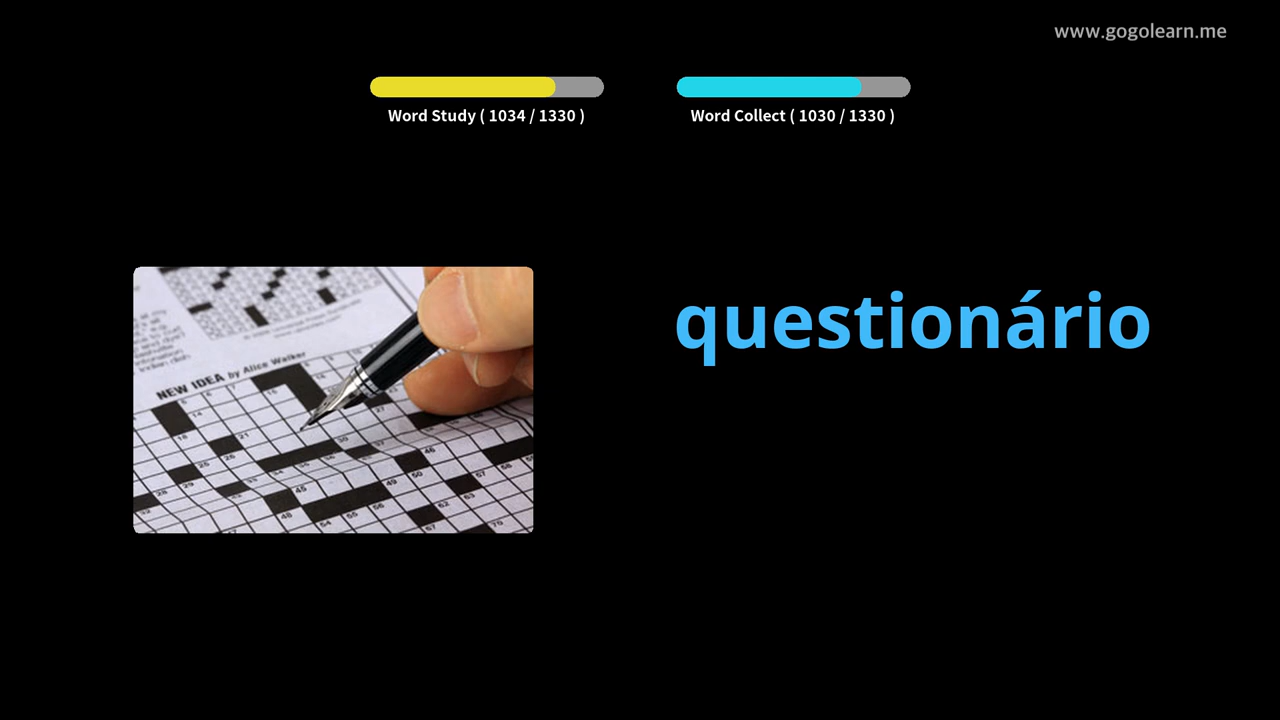 www.gogolearn.me
Word Study ( 1034 / 1330 )
Word Collect ( 1030 / 1330 )
questionário
NEW IDEA by Alice Walker